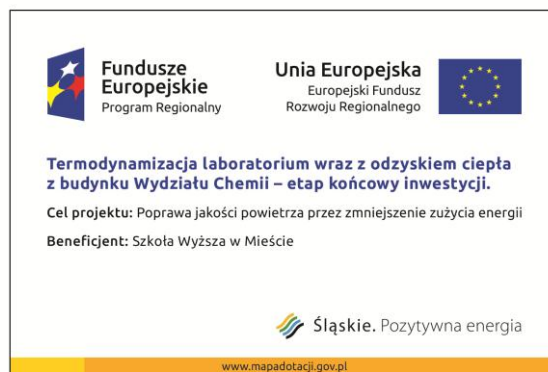 Fundusze
Europejskie
Program Regionalny
Unia Europejska
Europejski Fundusz
Rozwoju Regionalnego
Termodynamizacja laboratorium wraz z odzyskiem ciepła
z budynku Wydziału Chemii – etap końcowy inwestycji.
Cel projektu: Poprawa jakości powietrza przez zmniejszenie zużycia energii
Beneficjent: Szkoła Wyższa w Mieście
Śląskie. Pozytywna energia
www.mapadotacji.gov.pl